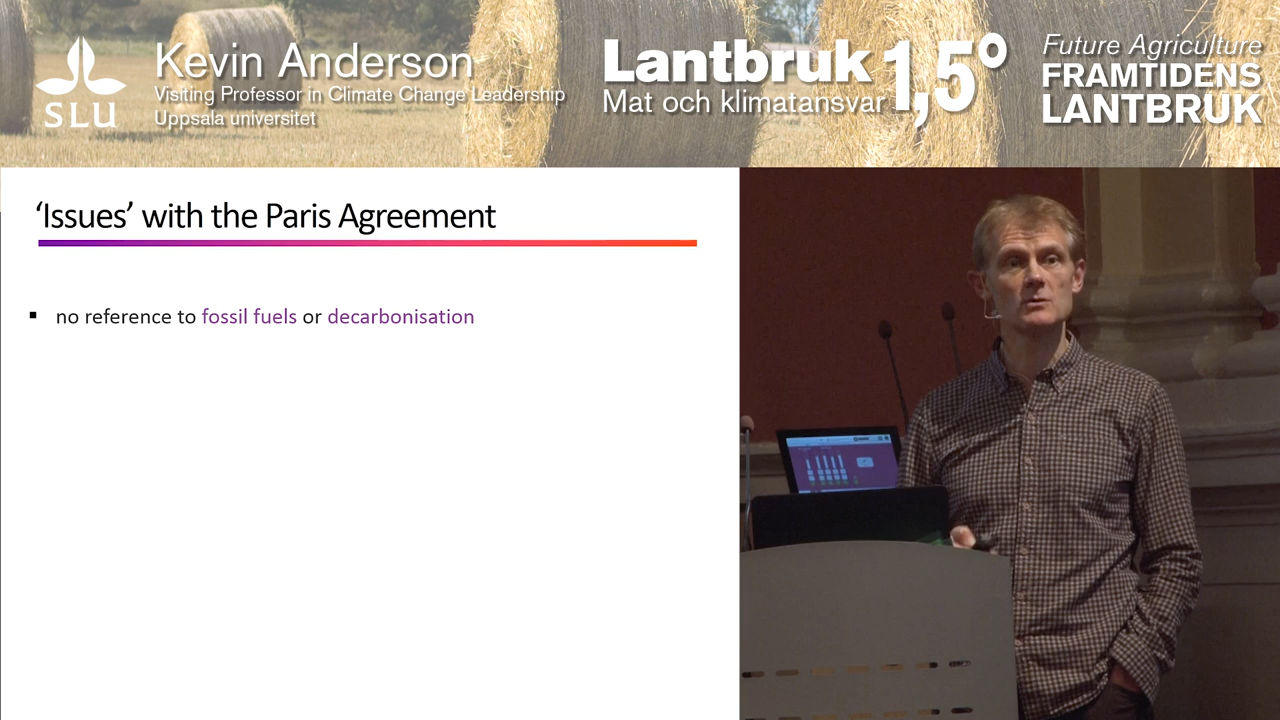 SLU
Kevin Anderson
Visiting Professor in Climate Change Leadership
Uppsala universitet
Lantbruk 1,5°
Mat och klimatansvar
Future Agriculture
FRAMTIDENS
LANTBRUK
‘Issues’ with the Paris Agreement
▪ no reference to fossil fuels or decarbonisation